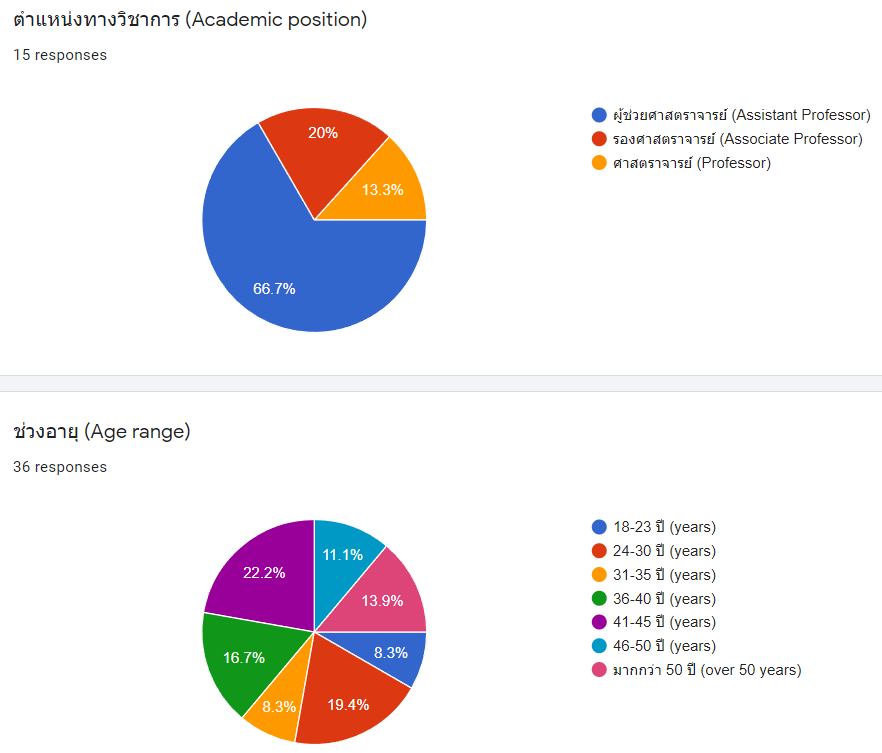 ตำแหน่งทางวิชาการ (Academic position)
15 responses
ผู้ช่วยศาสตราจารย์ (Assistant Professor)
รองศาสตราจารย์ (Associate Professor)
ศาสตราจารย์ (Professor)
20%
13.3%
66.7%
ช่วงอายุ (Age range)
36 responses
18-23 ปี (years)
24-30 ปี (years)
31-35 ปี (years)
36-40 ปี (years)
41-45 ปี (years)
46-50 ปี (years)
มากกว่า 50 ปี (over 50 years)
11.1%
22.2%
13.9%
8.3%
16.7%
19.4%
8.3%